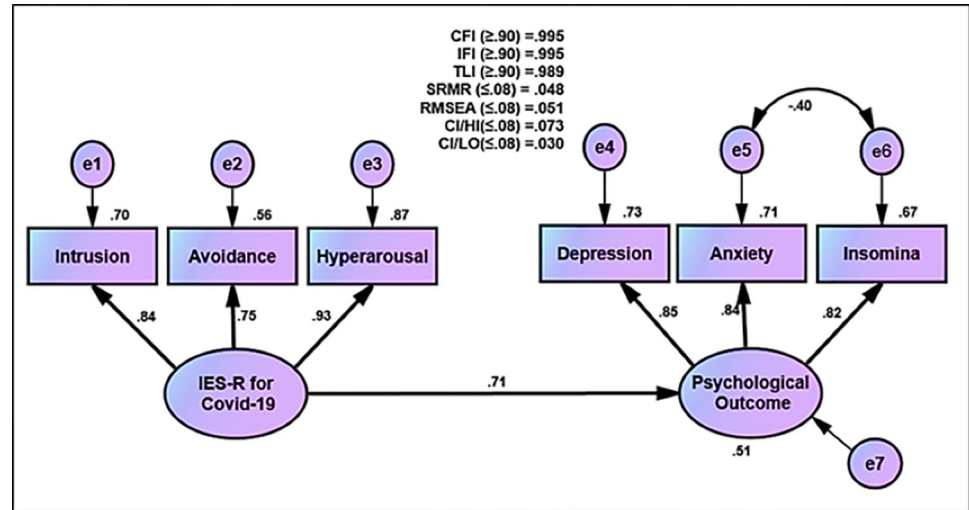 CFI (≥.90) =.995
IFI (≥.90) =.995
TLI (≥.90) =.989
SRMR (≤.08) = .048
RMSEA (≤.08) =.051
CI/HI(≤.08) =.073
CI/LO(≤.08) =.030
-.40
e1
e2
e3
e4
e5
e6
.70
.56
.87
.73
.71
.67
Intrusion
Avoidance
Hyperarousal
Depression
Anxiety
Insomina
.84
.75
.93
.85
.84
.82
IES-R for
Covid-19
.71
Psychological
Outcome
.51
e7